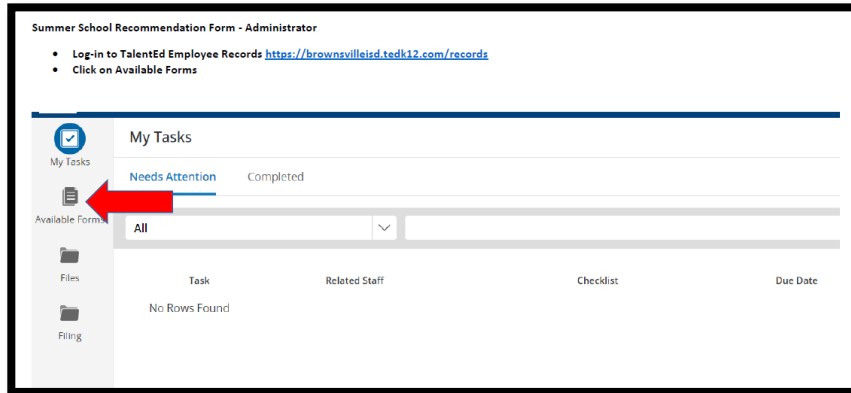 Summer School Recommendation Form - Administrator
• Log-in to TalentEd Employee Records https://brownsvilleisd.tedk12.com/records
• Click on Available Forms
My Tasks
My Tasks
Needs Attention Completed
Available Forms
All
Files
Task Related Staff Checklist Due Date
No Rows Found
Filing